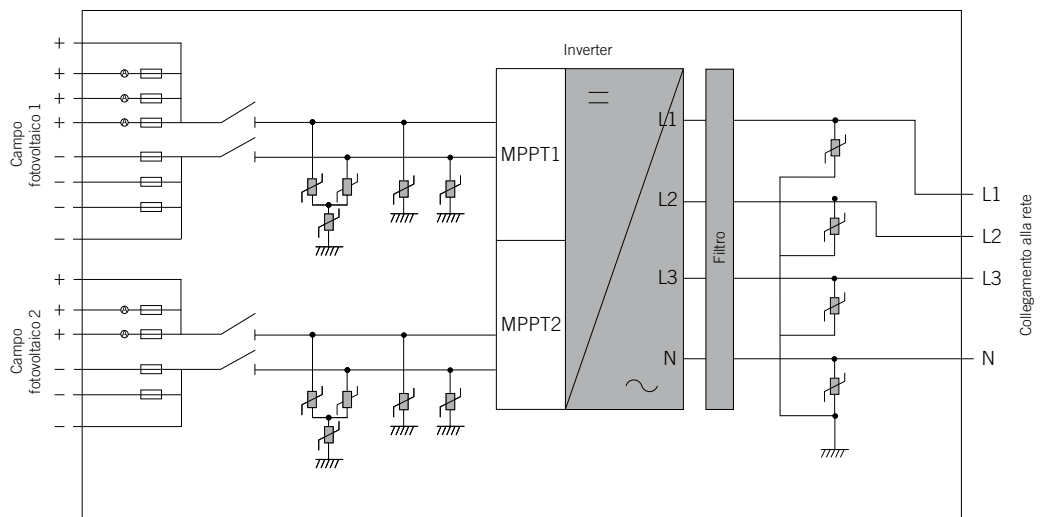 Inverter
Campo
fotovoltaico 1
+
+
+
+
−
−
−
−
MPPT1
L1
L2
L3
N
Filtro
L1
L2
L3
N
Collegamento alla rete
Campo
fotovoltaico 2
+
+
+
−
−
−
MPPT2